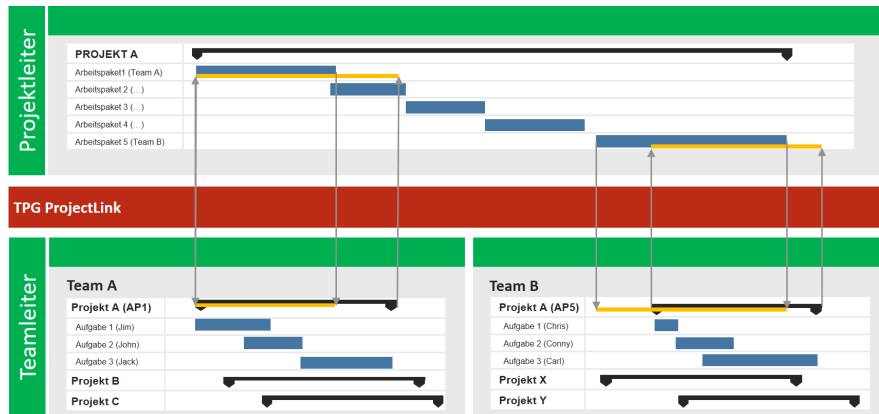 Projektleiter
PROJEKT A
Arbeitspaket1 (Team A)
Arbeitspaket 2 (...)
Arbeitspaket 3 (...)
Arbeitspaket 4 (...)
Arbeitspaket 5 (Team B)
TPG ProjectLink
Teamleiter
Team A
Projekt A (AP1)
Aufgabe 1 (Jim)
Aufgabe 2 (John)
Aufgabe 3 (Jack)
Projekt B
Projekt C
Team B
Projekt A (AP5)
Aufgabe 1 (Chris)
Aufgabe 2 (Conny)
Aufgabe 3 (Carl)
Projekt X
Projekt Y